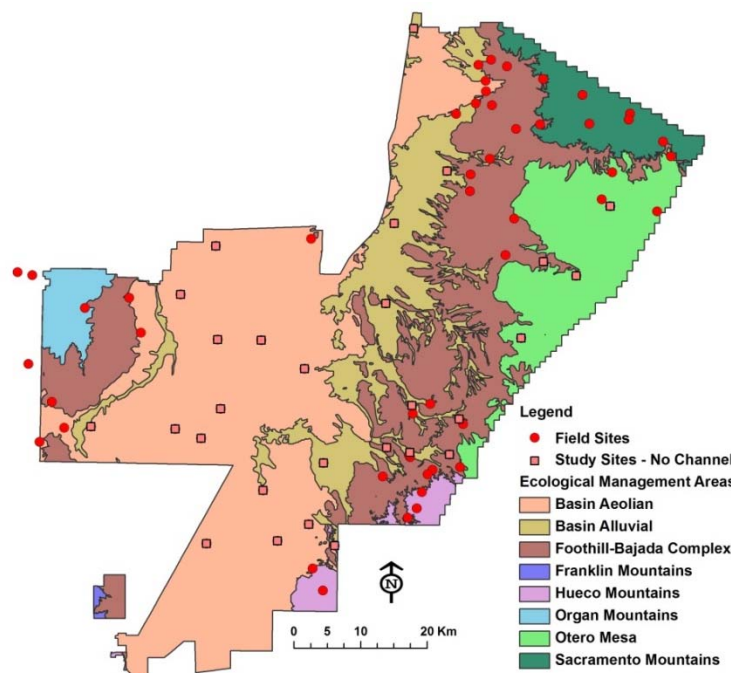 Legend
Field Sites
Study Sites - No Channel
Ecological Management Areas
Basin Aeolian
Basin Alluvial
Foothill-Bajada Complex
Franklin Mountains
Hueco Mountains
Organ Mountains
Otero Mesa
Sacramento Mountains
N
0 5 10 20 Km